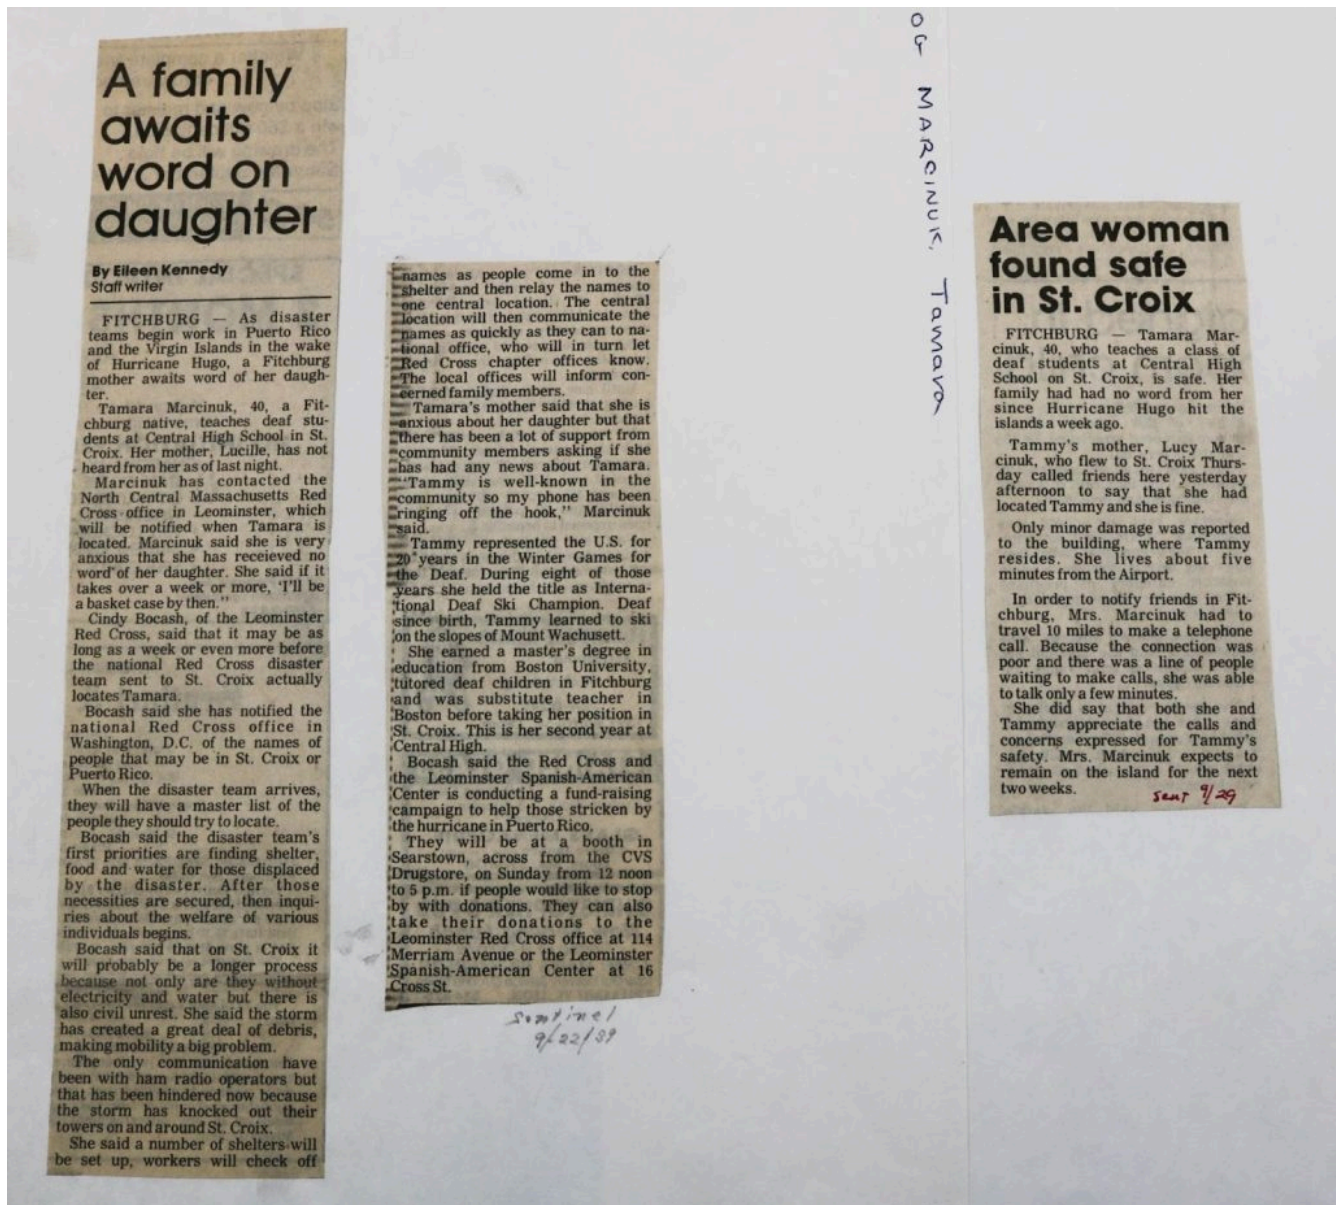 A family
awaits
word on
daughter
By Eileen Kennedy
Staff writer
FITCHBURG — As disaster
teams begin work in Puerto Rico
and the Virgin Islands in the wake
of Hurricane Hugo, a Fitchburg
mother awaits word of her daugh-
ter.
Tamara Marcinuk, 40, a Fit-
chburg native, teaches deaf stu-
dents at Central High School in St.
Croix. Her mother, Lucille, has not
heard from her as of last night.
Marcinuk has contacted the
North Central Massachusetts Red
Cross office in Leominster, which
will be notified when Tamara is
located. Marcinuk said she is very
anxious that she has receieved no
word of her daughter. She said if it
takes over a week or more, 'I'll be
a basket case by then."
Cindy Bocash, of the Leominster
Red Cross, said that it may be as
long as a week or even more before
the national Red Cross disaster
team sent to St. Croix actually
locates Tamara.
Bocash said she has notified the
national Red Cross office in
Washington, D.C. of the names of
people that may be in St. Croix or
Puerto Rico.
When the disaster team arrives,
they will have a master list of the
people they should try to locate.
Bocash said the disaster team's
first priorities are finding shelter,
food and water for those displaced
by the disaster. After those
necessities are secured, then inqui-
ries about the welfare of various
individuals begins.
Bocash said that on St. Croix it
will probably be a longer process
because not only are they without
electricity and water but there is
also civil unrest. She said the storm
has created a great deal of debris,
making mobility a big problem.
The only communication have
been with ham radio operators but
that has been hindered now because
the storm has knocked out their
towers on and around St. Croix.
She said a number of shelters will
be set up, workers will check off
names as people come in to the
shelter and then relay the names to
one central location. The central
location will then communicate the
names as quickly as they can to na-
tional office, who will in turn let
Red Cross chapter offices know.
The local offices will inform con-
cerned family members.
Tamara's mother said that she is
anxious about her daughter but that
there has been a lot of support from
community members asking if she
has had any news about Tamara.
"Tammy is well-known in the
community so my phone has been
ringing off the hook," Marcinuk
said.
Tammy represented the U.S. for
20 years in the Winter Games for
the Deaf. During eight of those
years she held the title as Interna-
tional Deaf Ski Champion. Deaf
since birth, Tammy learned to ski
on the slopes of Mount Wachusett.
She earned a master's degree in
education from Boston University,
tutored deaf children in Fitchburg
and was substitute teacher in
Boston before taking her position in
St. Croix. This is her second year at
Central High.
Bocash said the Red Cross and
the Leominster Spanish-American
Center is conducting a fund-raising
campaign to help those stricken by
the hurricane in Puerto Rico.
They will be at a booth in
Searstown, across from the CVS
Drugstore, on Sunday from 12 noon
to 5 p.m. if people would like to stop
by with donations. They can also
take their donations to the
Leominster Red Cross office at 114
Merriam Avenue or the Leominster
Spanish-American Center at 16
Cross St.
Sentinel
9/22/89
OG MARCINUK, Tamara
Area woman
found safe
in St. Croix
FITCHBURG — Tamara Mar-
cinuk, 40, who teaches a class of
deaf students at Central High
School on St. Croix, is safe. Her
family had had no word from her
since Hurricane Hugo hit the
islands a week ago.
Tammy's mother, Lucy Mar-
cinuk, who flew to St. Croix Thurs-
day called friends here yesterday
afternoon to say that she had
located Tammy and she is fine.
Only minor damage was reported
to the building, where Tammy
resides. She lives about five
minutes from the Airport.
In order to notify friends in Fit-
chburg, Mrs. Marcinuk had to
travel 10 miles to make a telephone
call. Because the connection was
poor and there was a line of people
waiting to make calls, she was able
to talk only a few minutes.
She did say that both she and
Tammy appreciate the calls and
concerns expressed for Tammy's
safety. Mrs. Marcinuk expects to
remain on the island for the next
two weeks.
Sent 9/29